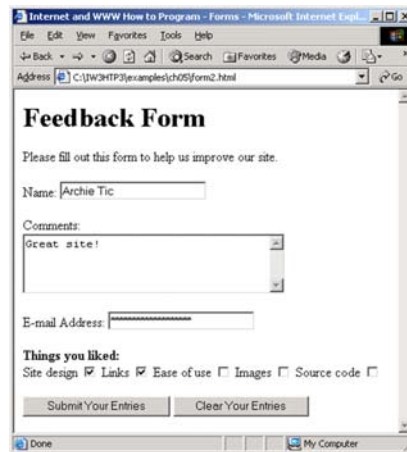 Internet and WWW How to Program - Forms - Microsoft Internet Expl...
File Edit View Favorites Tools Help
Back Search Favorites Media
Address C:\IW3HTP3\examples\ch05\form2.html Go
Feedback Form
Please fill out this form to help us improve our site.
Name: Archie Tic
Comments:
Great site!
E-mail Address: ********************
Things you liked:
Site design Links Ease of use Images Source code
Submit Your Entries Clear Your Entries
Done My Computer